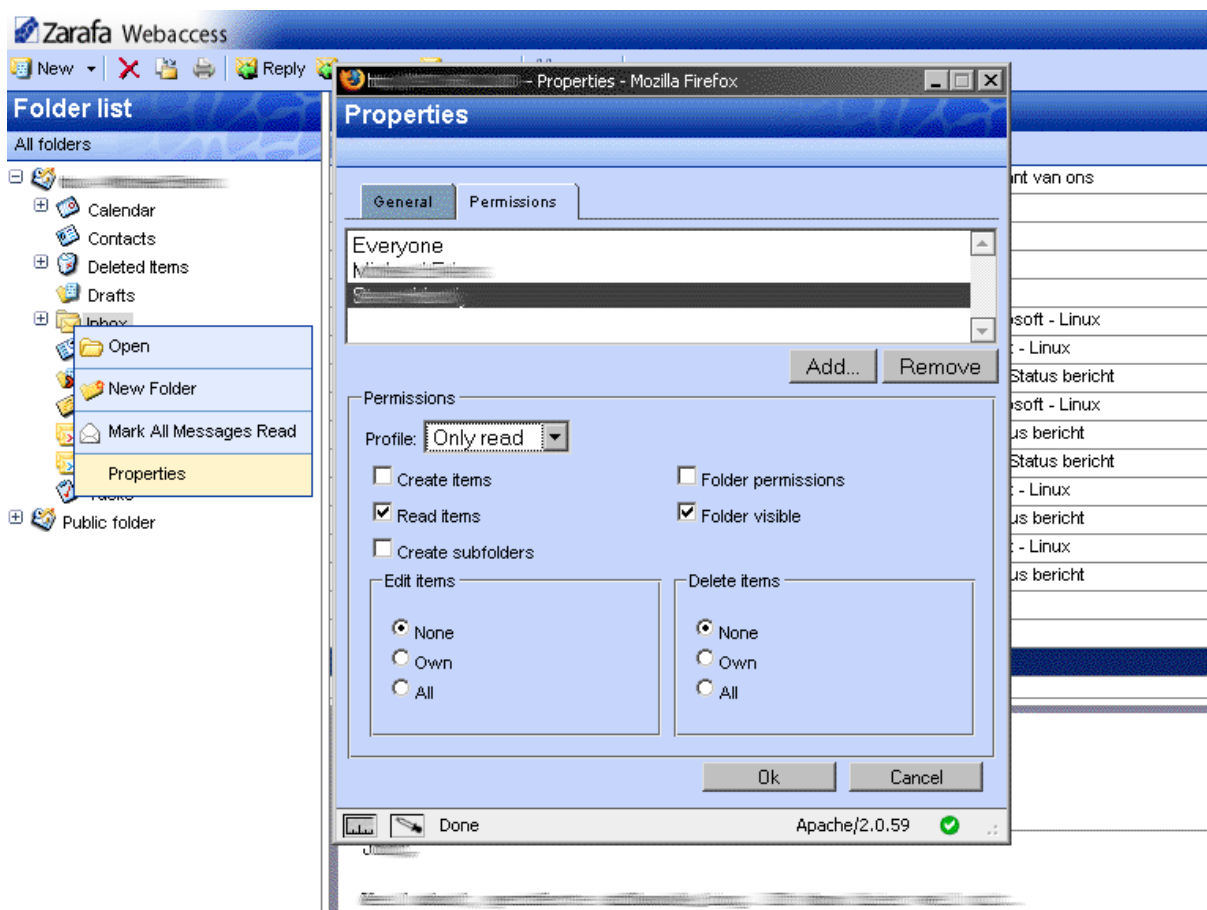 Zarafa Webaccess
New Reply
Folder list
All folders
Calendar
Contacts
Deleted Items
Drafts
Inbox
Open
New Folder
Mark All Messages Read
Properties
Tasks
Public folder
– Properties - Mozilla Firefox
Properties
General Permissions
Everyone
Add... Remove
Permissions
Profile: Only read
Create items Folder permissions
Read items Folder visible
Create subfolders
Edit items Delete items
None None
Own Own
All All
Ok Cancel
Done Apache/2.0.59
nt van ons
soft - Linux
- Linux
Status bericht
soft - Linux
us bericht
Status bericht
- Linux
us bericht
- Linux
us bericht